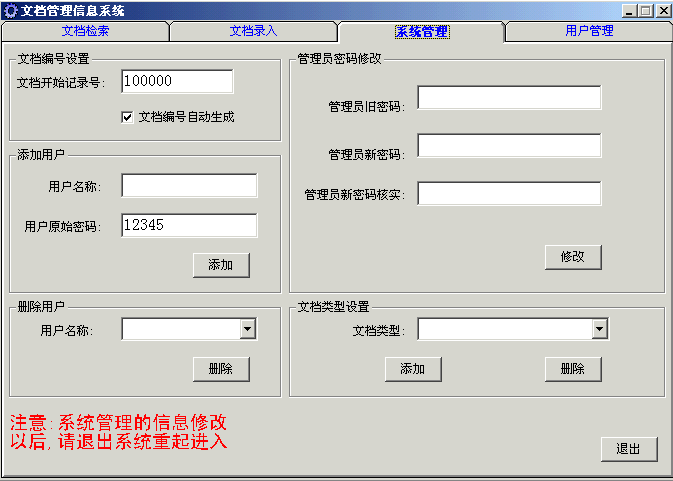 文档管理信息系统
文档检索
文档录入
系统管理
用户管理
文档编号设置
文档开始记录号:
100000
文档编号自动生成
管理员密码修改
管理员旧密码:
管理员新密码:
管理员新密码核实:
修改
添加用户
用户名称:
用户原始密码:
12345
添加
删除用户
用户名称:
删除
文档类型设置
文档类型:
添加
删除
注意:系统管理的信息修改
以后,请退出系统重起进入
退出